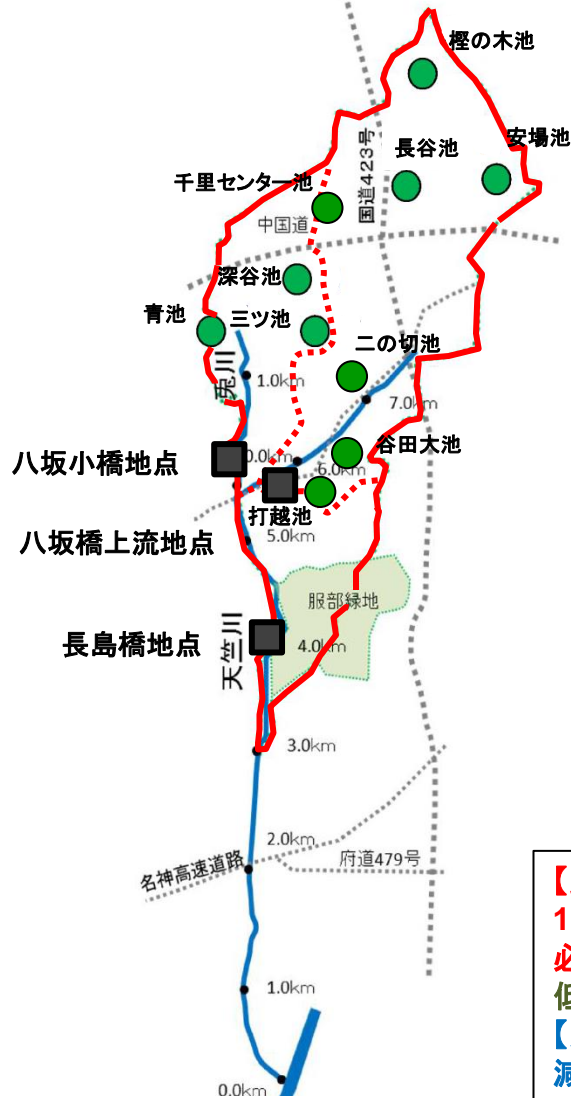 樫の木池
安場池
長谷池
千里センター池
国道423号
中国道
深谷池
青池
三ツ池
二の切池
兎川
1.0km
7.0km
谷田大池
八坂小橋地点
0.0km
6.0km
打越池
5.0km
八坂橋上流地点
服部緑地
長島橋地点
天竺川
4.0km
3.0km
2.0km
名神高速道路
府道479号
1.0km
0.0km
【
1
必
但
【
減